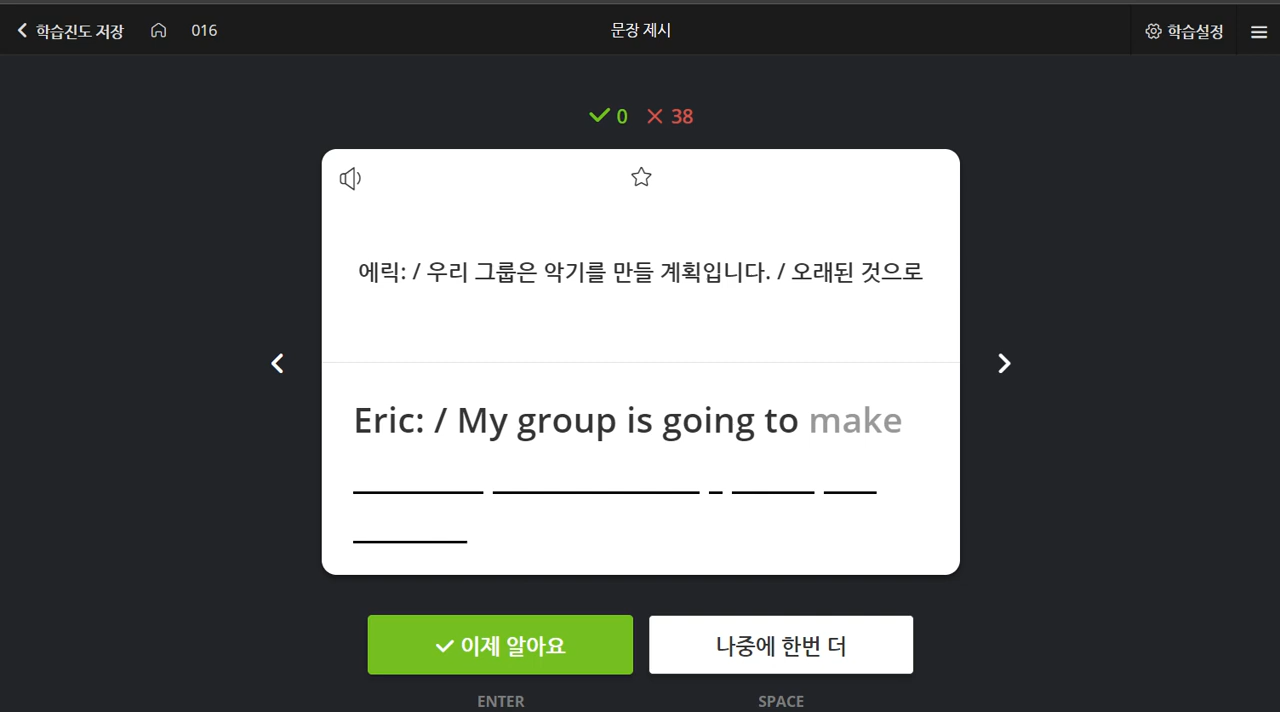 학습진도 저장 016 문장 제시 학습설정
0 38
에릭: / 우리 그룹은 악기를 만들 계획입니다. / 오래된 것으로
Eric: / My group is going to make
이제 알아요 나중에 한번 더
ENTER SPACE